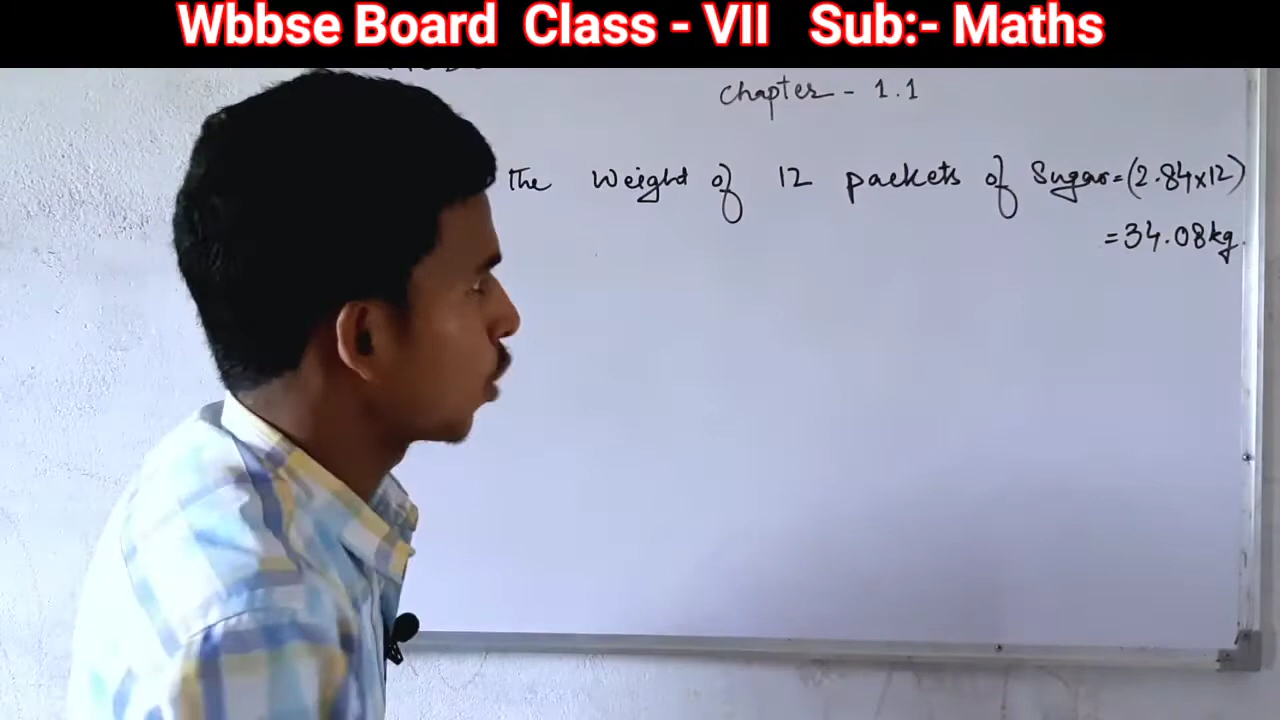 Wbbse Board Class - VII Sub:- Maths
chapter - 1.1
the Weight of 12 packets of Sugar=(2.84x12)
=34.08kg.